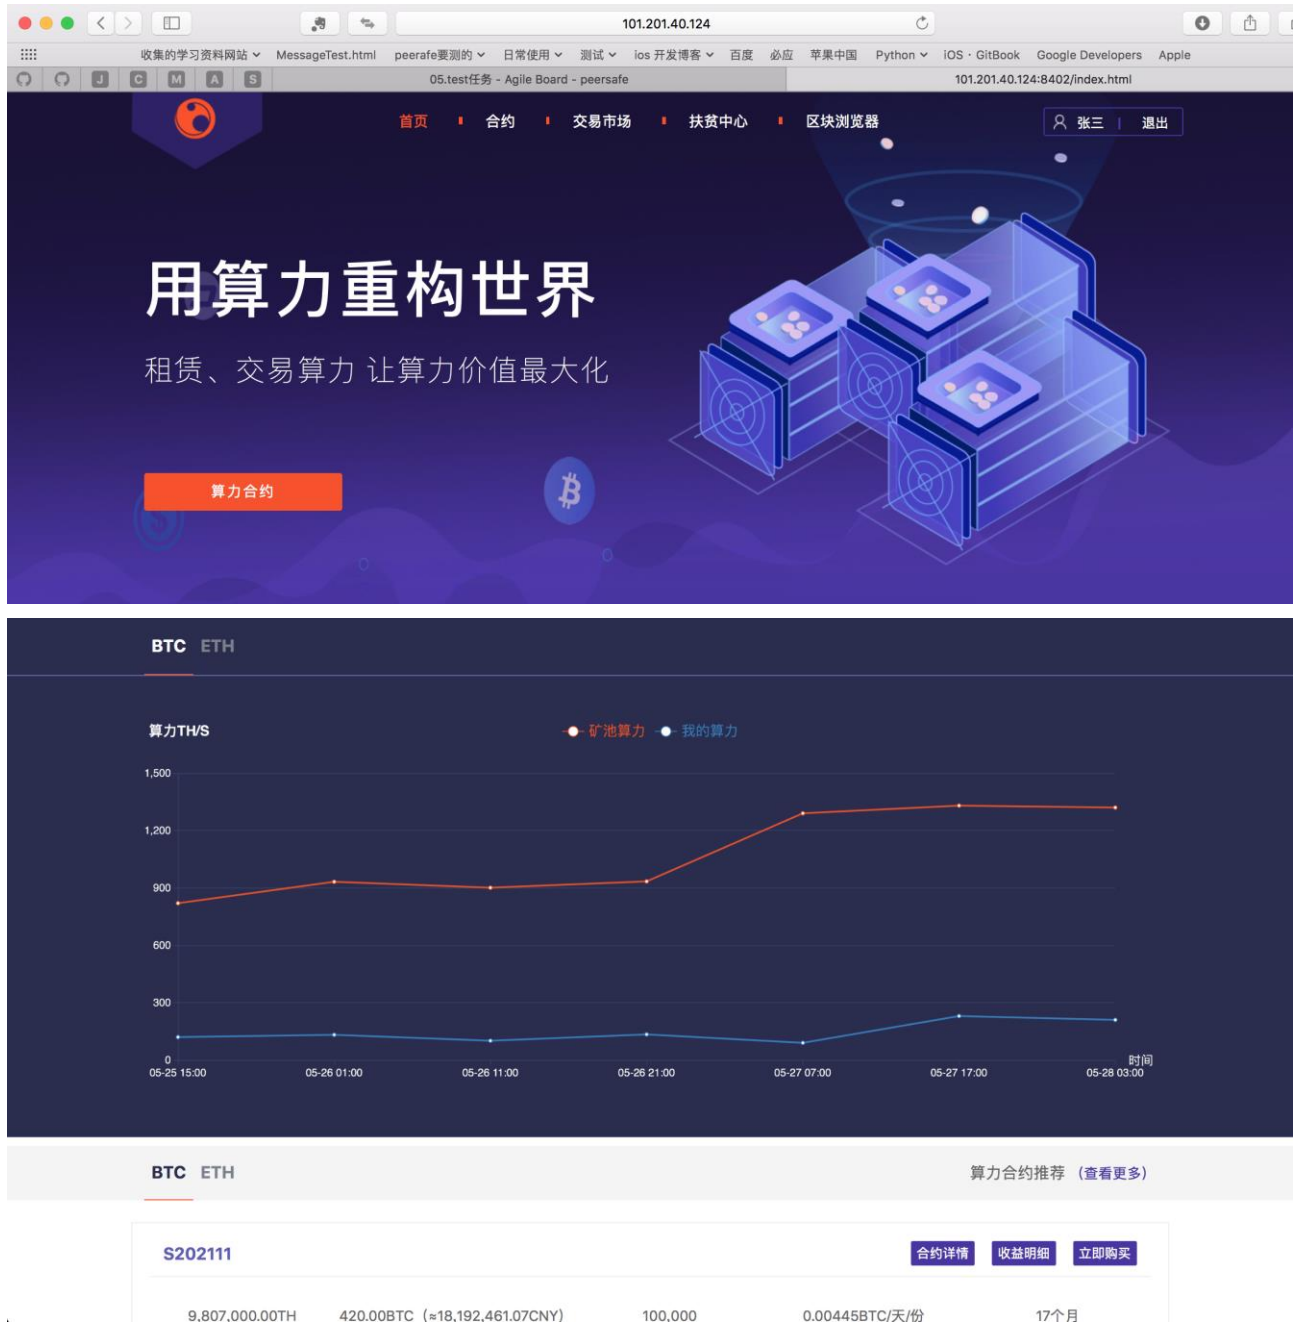 101.201.40.124
收集的学习资料网站 MessageTest.html peerafe要测的 日常使用 测试 ios 开发博客 百度 必应 苹果中国 Python iOS · GitBook Google Developers Apple
J C M A S 05.test任务 - Agile Board - peersafe 101.201.40.124:8402/index.html
首页 合约 交易市场 扶贫中心 区块浏览器 张三 退出
用算力重构世界
租赁、交易算力 让算力价值最大化
算力合约
BTC ETH
算力TH/S 矿池算力 我的算力
1,500
1,200
900
600
300
0
时间
05-25 15:00 05-26 01:00 05-26 11:00 05-26 21:00 05-27 07:00 05-27 17:00 05-28 03:00
BTC ETH 算力合约推荐 (查看更多)
S202111 合约详情 收益明细 立即购买
9,807,000.00TH 420.00BTC (≈18,192,461.07CNY) 100,000 0.00445BTC/天/份 17个月